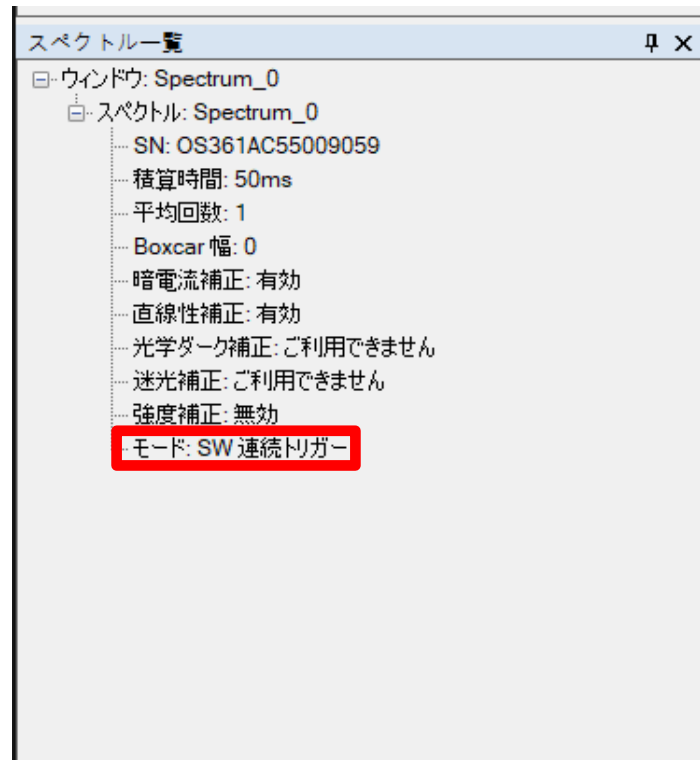 スペクトル一覧
ウィンドウ: Spectrum_0
スペクトル: Spectrum_0
SN: OS361AC55009059
積算時間: 50ms
平均回数: 1
Boxcar 幅: 0
暗電流補正: 有効
直線性補正: 有効
光学ダーク補正: ご利用できません
迷光補正: ご利用できません
強度補正: 無効
モード: SW 連続トリガー